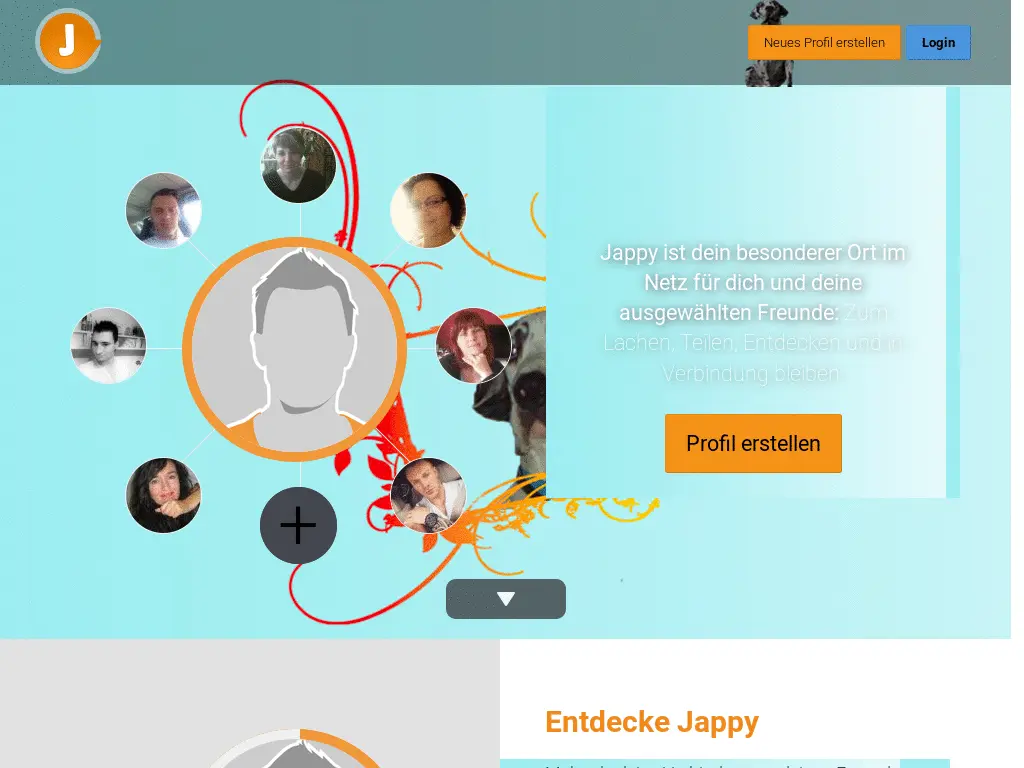 J
Neues Profil erstellen
Login
Jappy ist dein besonderer Ort im
Netz für dich und deine
ausgewählten Freunde: Zum
Lachen, Teilen, Entdecken und in
Verbindung bleiben.
Profil erstellen
Entdecke Jappy